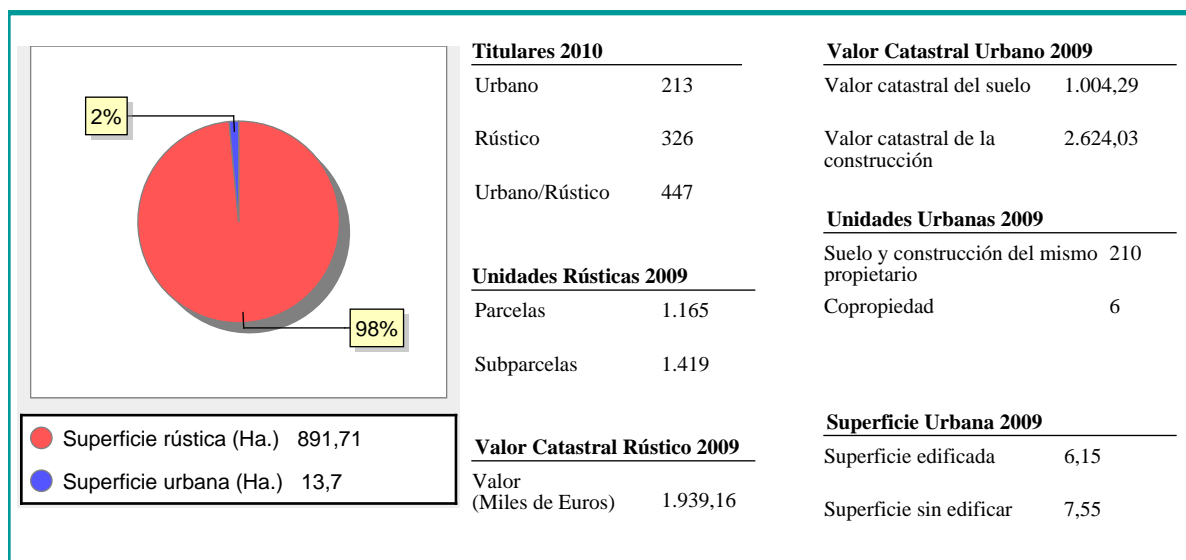 2%
98%
Superficie rústica (Ha.) 891,71
Superficie urbana (Ha.) 13,7
Titulares 2010
Urbano 213
Rústico 326
Urbano/Rústico 447
Unidades Rústicas 2009
Parcelas 1.165
Subparcelas 1.419
Valor Catastral Rústico 2009
Valor
(Miles de Euros) 1.939,16
Valor Catastral Urbano 2009
Valor catastral del suelo 1.004,29
Valor catastral de la 2.624,03
construcción
Unidades Urbanas 2009
Suelo y construcción del mismo 210
propietario
Copropiedad 6
Superficie Urbana 2009
Superficie edificada 6,15
Superficie sin edificar 7,55